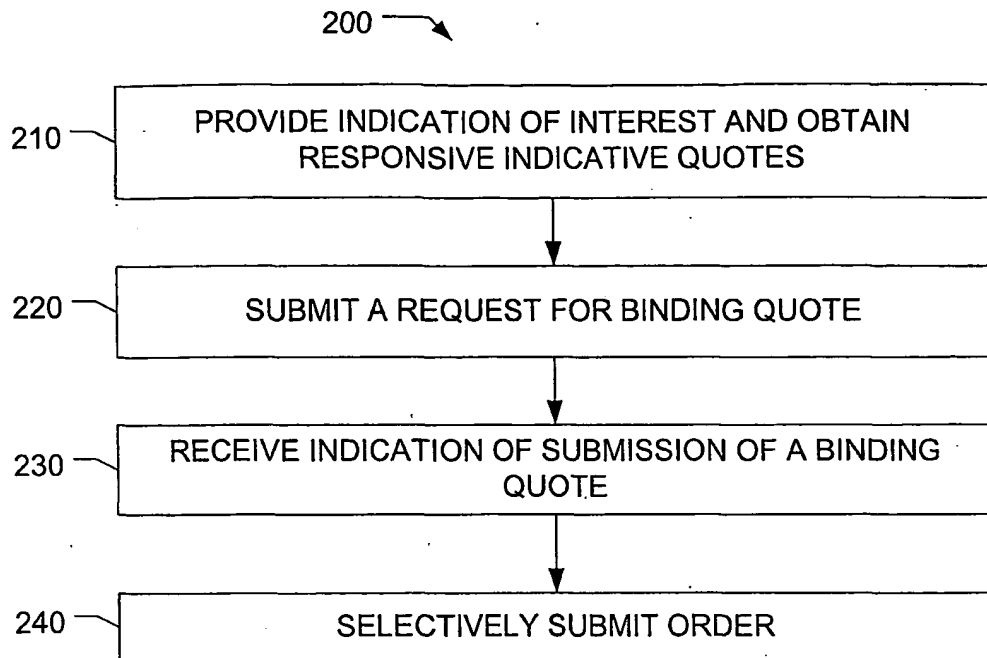 200
210
PROVIDE INDICATION OF INTEREST AND OBTAIN
RESPONSIVE INDICATIVE QUOTES
220
SUBMIT A REQUEST FOR BINDING QUOTE
230
RECEIVE INDICATION OF SUBMISSION OF A BINDING
QUOTE
240
SELECTIVELY SUBMIT ORDER